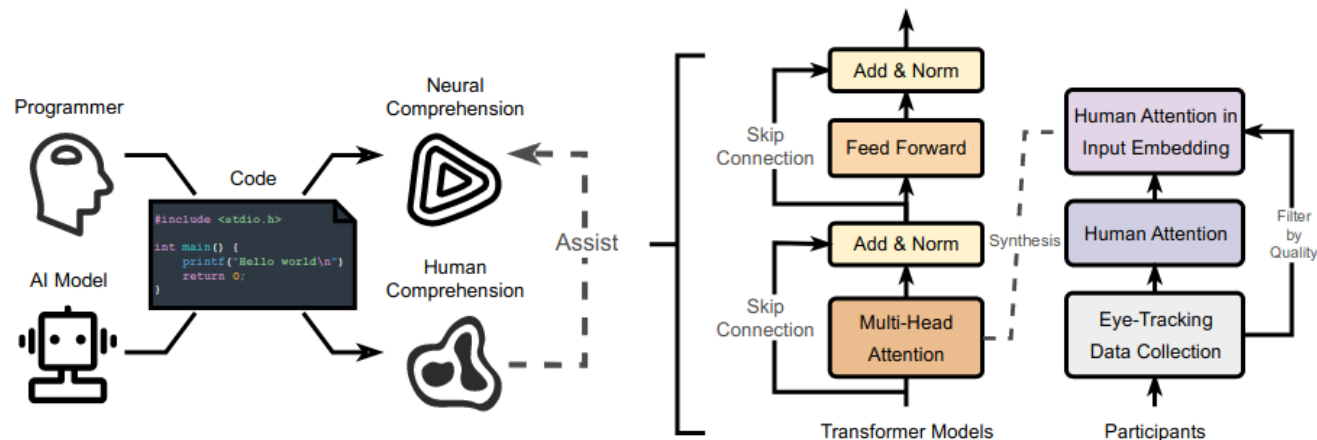 Programmer
AI Model
Code
#include <stdio.h>
int main() {
printf("Hello world\n")
return 0;
}
Neural
Comprehension
Human
Comprehension
Assist
Add & Norm
Feed Forward
Skip
Connection
Add & Norm
Skip
Connection
Multi-Head
Attention
Transformer Models
Synthesis
Human Attention in
Input Embedding
Human Attention
Eye-Tracking
Data Collection
Filter
by
Quality
Participants